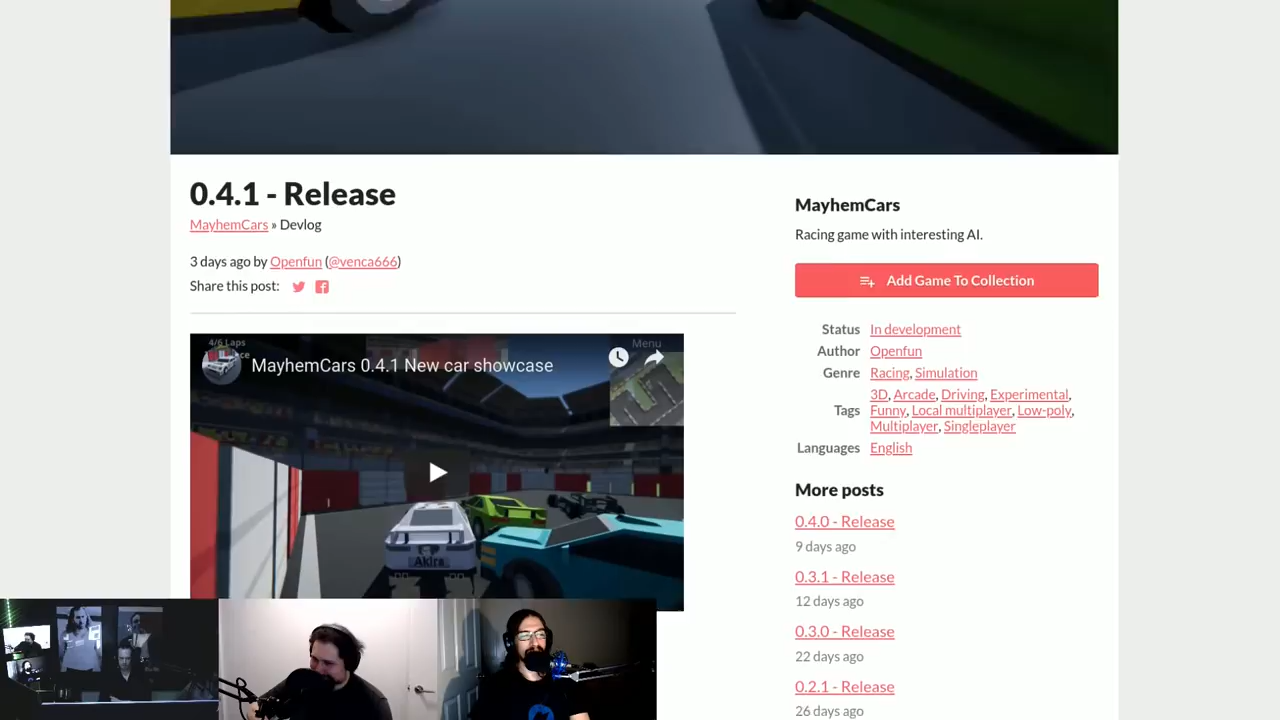 0.4.1 - Release
MayhemCars » Devlog
3 days ago by Openfun (@venca666)
Share this post:
4/6 Laps
MayhemCars 0.4.1 New car showcase
Menu
Akira
MayhemCars
Racing game with interesting AI.
Add Game To Collection
Status In development
Author Openfun
Genre Racing, Simulation
Tags 3D, Arcade, Driving, Experimental,
Funny, Local multiplayer, Low-poly,
Multiplayer, Singleplayer
Languages English
More posts
0.4.0 - Release
9 days ago
0.3.1 - Release
12 days ago
0.3.0 - Release
22 days ago
0.2.1 - Release
26 days ago